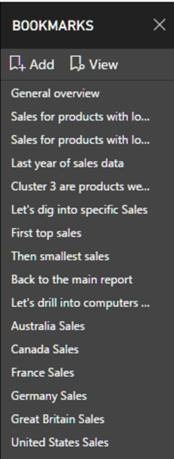 BOOKMARKS
Add View
General overview
Sales for products with lo...
Sales for products with lo...
Last year of sales data
Cluster 3 are products we...
Let's dig into specific Sales
First top sales
Then smallest sales
Back to the main report
Let's drill into computers ...
Australia Sales
Canada Sales
France Sales
Germany Sales
Great Britain Sales
United States Sales